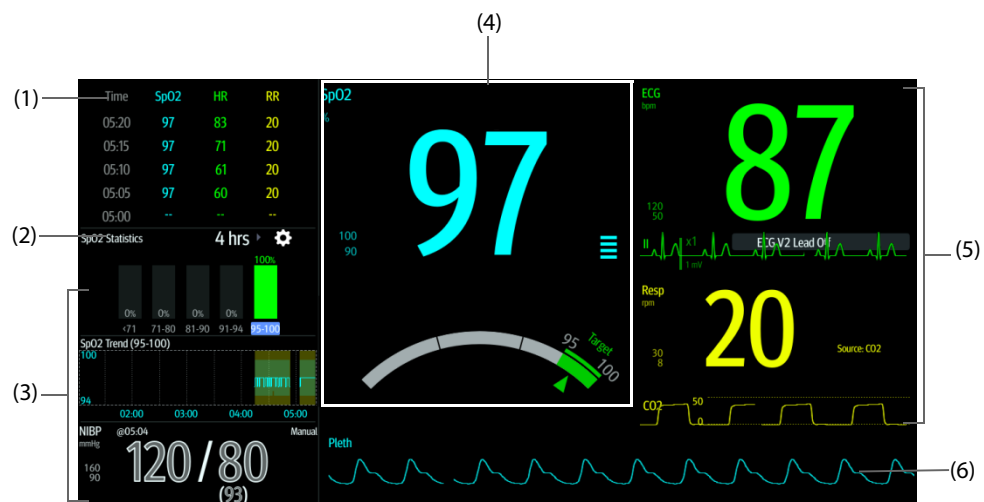 (4)
(1)
Time SpO2 HR RR
05:20 97 83 20
05:15 97 71 20
05:10 97 61 20
05:05 97 60 20
05:00 -- -- --
(2)
SpO2 Statistics 4 hrs
100%
0% 0% 0% 0%
<71 71-80 81-90 91-94 95-100
(3)
SpO2 Trend (95-100)
100
94
02:00 03:00 04:00 05:00
NIBP @05:04 Manual
mmHg
160
90
120 / 80
(93)
SpO2
%
97
100
90
95 Target 100
ECG
bpm
87
120
50
II x1 ECG V2 Lead Off
1 mV
(5)
Resp
rpm
20
30
8
Source: CO2
CO2 50
0
Pleth
(6)